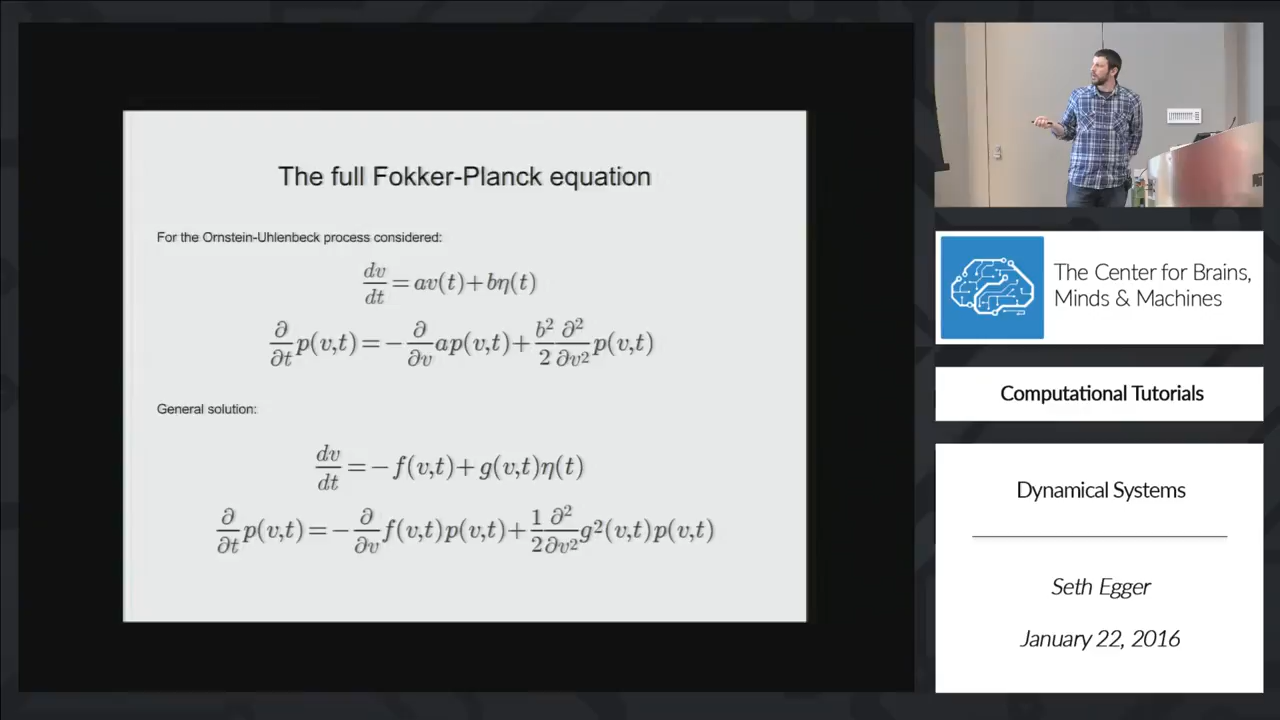 The full Fokker-Planck equation
For the Ornstein-Uhlenbeck process considered:
dv/dt = av(t) + bη(t)
∂/∂t p(v,t) = − ∂/∂v ap(v,t) + b²/2 ∂²/∂v² p(v,t)
General solution:
dv/dt = − f(v,t) + g(v,t)η(t)
∂/∂t p(v,t) = − ∂/∂v f(v,t)p(v,t) + 1/2 ∂²/∂v² g²(v,t)p(v,t)
The Center for Brains,
Minds & Machines
Computational Tutorials
Dynamical Systems
Seth Egger
January 22, 2016